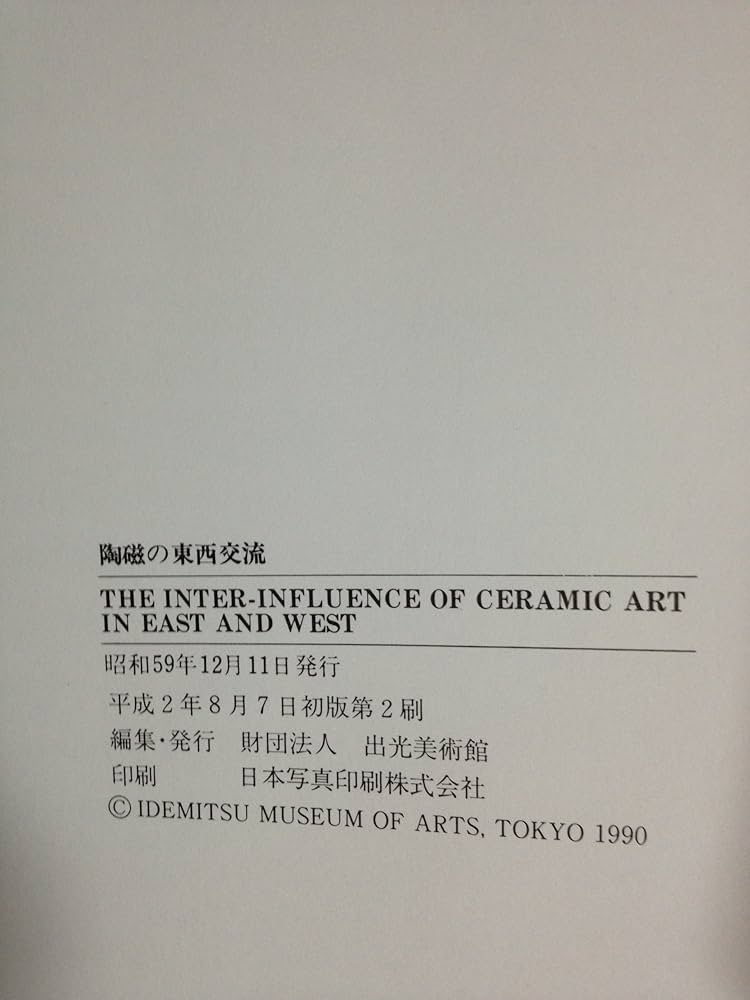 陶磁の東西交流
THE INTER-INFLUENCE OF CERAMIC ART
IN EAST AND WEST
昭和59年12月11日発行
平成2年8月7日初版第2刷
編集・発行 財団法人 出光美術館
印刷 日本写真印刷株式会社
© IDEMITSU MUSEUM OF ARTS, TOKYO 1990